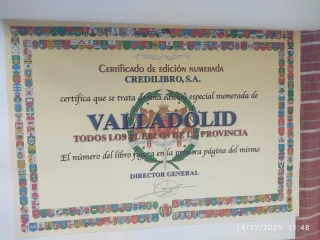 Certificado de edición numerada
CREDILIBRO, S.A.
certifica que se trata de una edición especial numerada de
VALLADOLID
TODOS LOS PUEBLOS DE LA PROVINCIA
El número del libro figura en la primera página del mismo
DIRECTOR GENERAL
14/12/2025 11:48